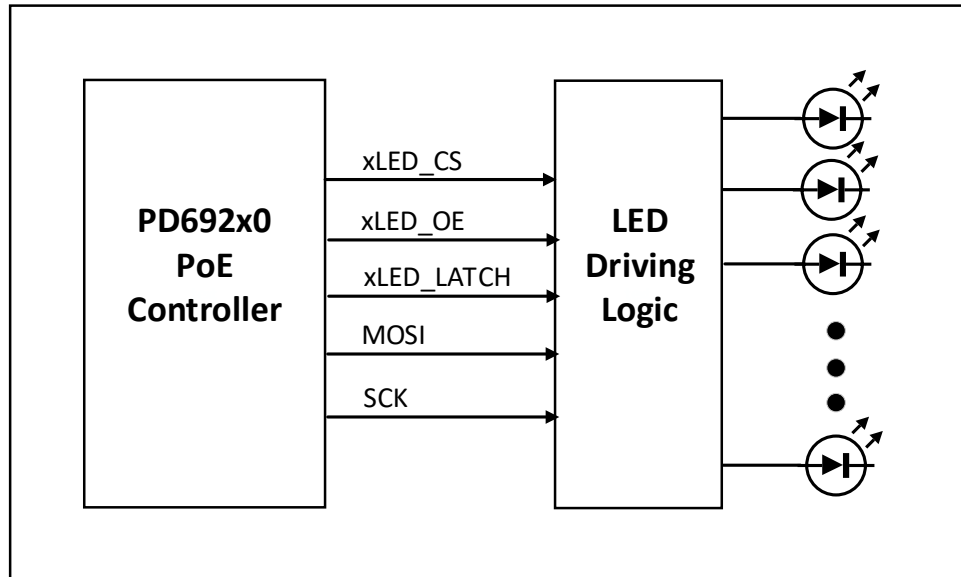 PD692x0
PoE
Controller
xLED_CS
xLED_OE
xLED_LATCH
MOSI
SCK
LED
Driving
Logic